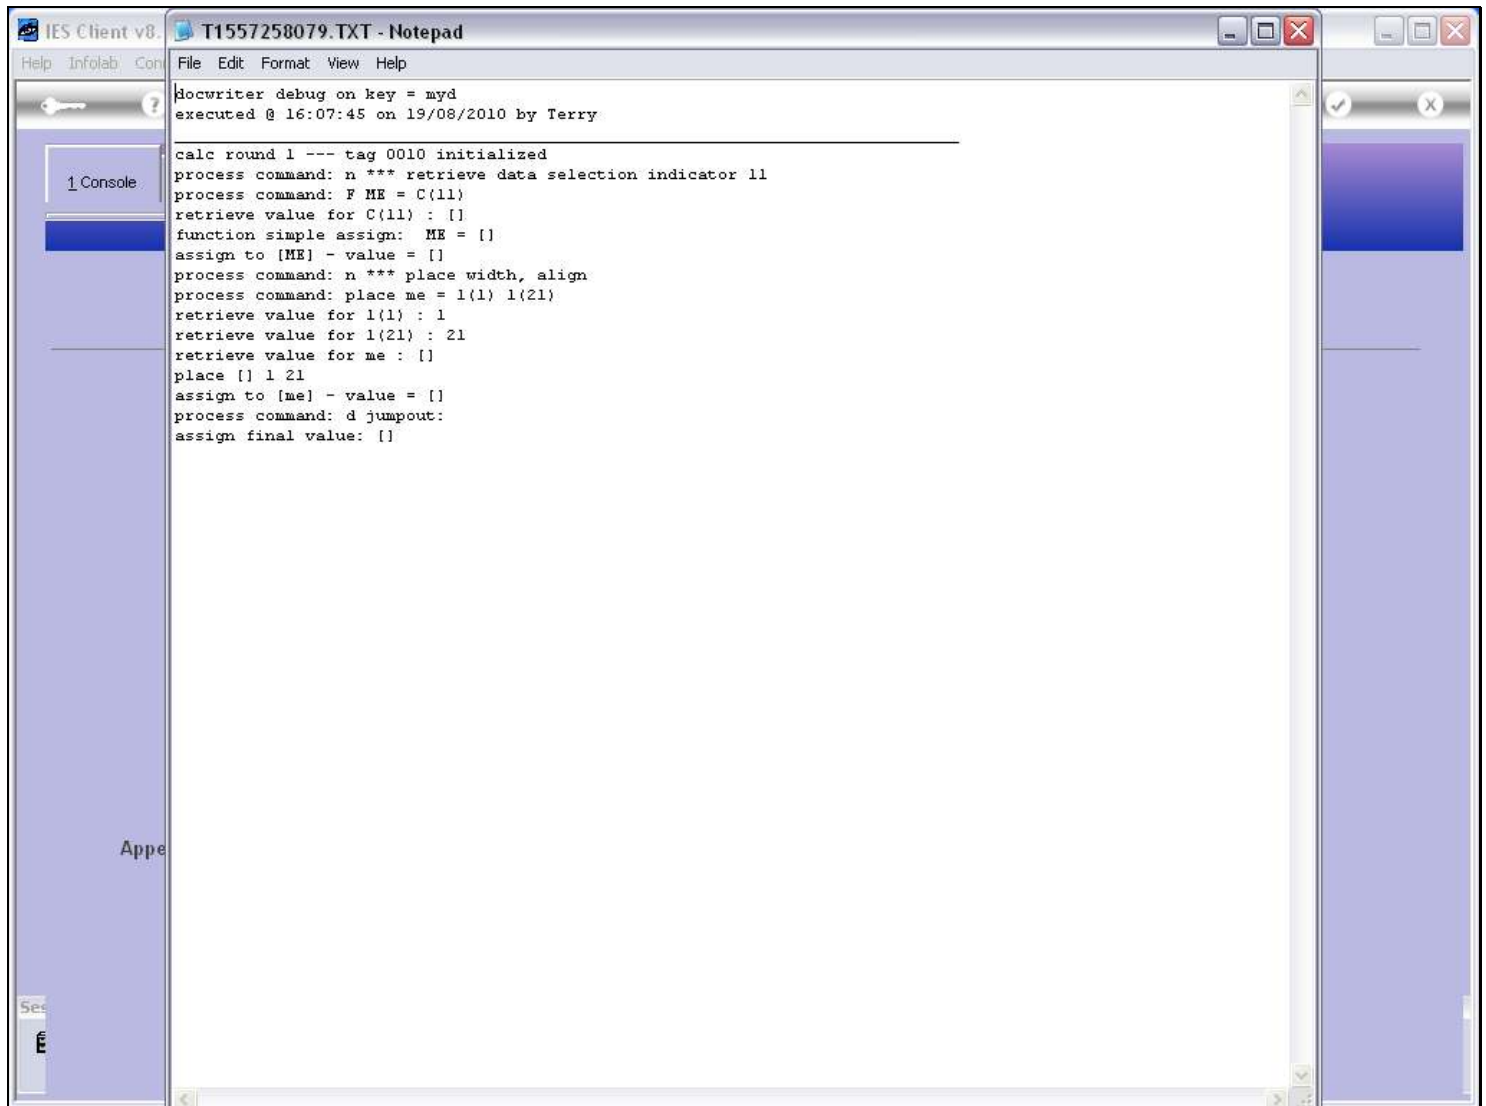 IES Client v8.
T1557258079.TXT - Notepad
Help Infolab Con
File Edit Format View Help
docwriter debug on key = myd
executed @ 16:07:45 on 19/08/2010 by Terry
calc round 1 --- tag 0010 initialized
process command: n *** retrieve data selection indicator 11
process command: F ME = C(11)
retrieve value for C(11) : []
function simple assign:  ME = []
assign to [ME] - value = []
process command: n *** place width, align
process command: place me = l(1) l(21)
retrieve value for l(1) : 1
retrieve value for l(21) : 21
retrieve value for me : []
place [] 1 21
assign to [me] - value = []
process command: d jumpout:
assign final value: []
1 Console
Appe
Ses